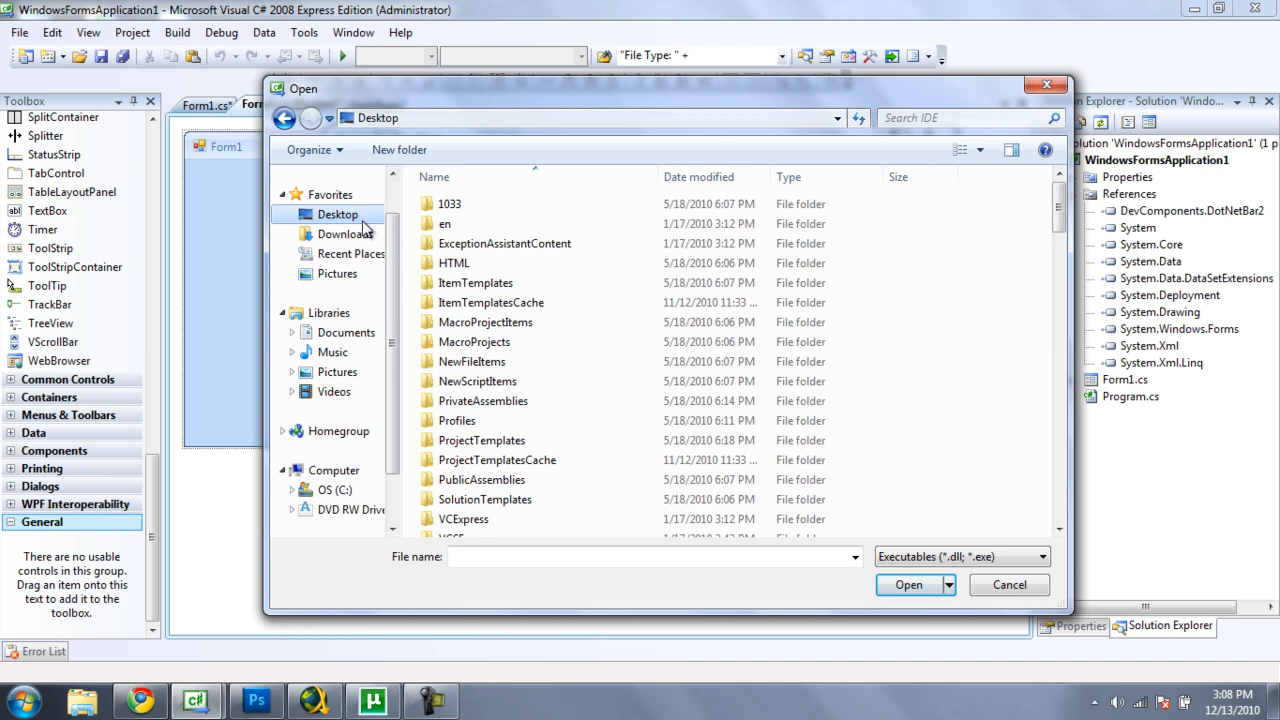 WindowsFormsApplication1 - Microsoft Visual C# 2008 Express Edition (Administrator)
File Edit View Project Build Debug Data Tools Window Help
"File Type: " +
Toolbox
SplitContainer
Splitter
StatusStrip
TabControl
TableLayoutPanel
TextBox
Timer
ToolStrip
ToolStripContainer
ToolTip
TrackBar
TreeView
VScrollBar
WebBrowser
Common Controls
Containers
Menus & Toolbars
Data
Components
Printing
Dialogs
WPF Interoperability
General
There are no usable
controls in this group.
Drag an item onto this
text to add it to the
toolbox.
Error List
Form1.cs*
Form1
Open
Desktop
Search IDE
Organize New folder
Favorites
Desktop
Downloads
Recent Places
Pictures
Libraries
Documents
Music
Pictures
Videos
Homegroup
Computer
OS (C:)
DVD RW Drive
Name Date modified Type Size
1033 5/18/2010 6:07 PM File folder
en 1/17/2010 3:12 PM File folder
ExceptionAssistantContent 1/17/2010 3:12 PM File folder
HTML 5/18/2010 6:06 PM File folder
ItemTemplates 5/18/2010 6:07 PM File folder
ItemTemplatesCache 11/12/2010 11:33 ... File folder
MacroProjectItems 5/18/2010 6:06 PM File folder
MacroProjects 5/18/2010 6:06 PM File folder
NewFileItems 5/18/2010 6:07 PM File folder
NewScriptItems 5/18/2010 6:07 PM File folder
PrivateAssemblies 5/18/2010 6:14 PM File folder
Profiles 5/18/2010 6:11 PM File folder
ProjectTemplates 5/18/2010 6:18 PM File folder
ProjectTemplatesCache 11/12/2010 11:33 ... File folder
PublicAssemblies 5/18/2010 6:07 PM File folder
SolutionTemplates 5/18/2010 6:06 PM File folder
VCExpress 1/17/2010 3:12 PM File folder
File name:
Executables (*.dll; *.exe)
Open Cancel
Explorer - Solution 'Windo...
olution 'WindowsFormsApplication1' (1 p
WindowsFormsApplication1
Properties
References
DevComponents.DotNetBar2
System
System.Core
System.Data
System.Data.DataSetExtensions
System.Deployment
System.Drawing
System.Windows.Forms
System.Xml
System.Xml.Linq
Form1.cs
Program.cs
Properties Solution Explorer
Ps
3:08 PM
12/13/2010